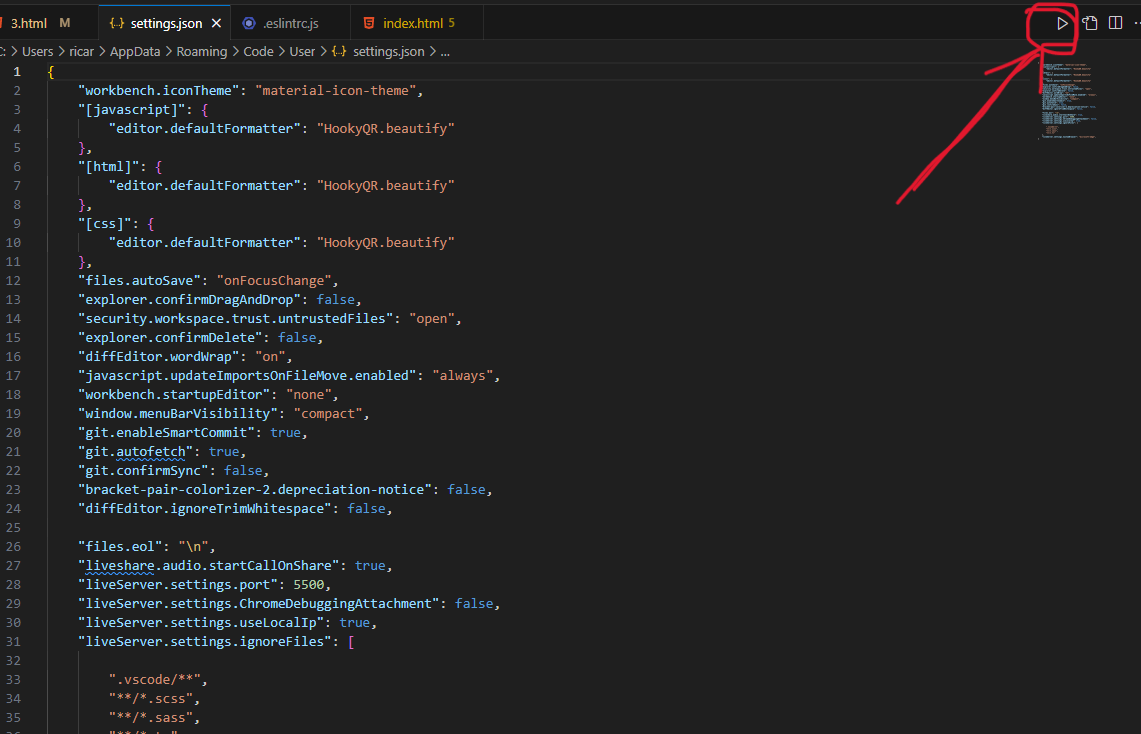 3.html M {..} settings.json .eslintrc.js index.html 5
C: > Users > ricar > AppData > Roaming > Code > User > {..} settings.json > ...
1 {
2 "workbench.iconTheme": "material-icon-theme",
3 "[javascript]": {
4 "editor.defaultFormatter": "HookyQR.beautify"
5 },
6 "[html]": {
7 "editor.defaultFormatter": "HookyQR.beautify"
8 },
9 "[css]": {
10 "editor.defaultFormatter": "HookyQR.beautify"
11 },
12 "files.autoSave": "onFocusChange",
13 "explorer.confirmDragAndDrop": false,
14 "security.workspace.trust.untrustedFiles": "open",
15 "explorer.confirmDelete": false,
16 "diffEditor.wordWrap": "on",
17 "javascript.updateImportsOnFileMove.enabled": "always",
18 "workbench.startupEditor": "none",
19 "window.menuBarVisibility": "compact",
20 "git.enableSmartCommit": true,
21 "git.autofetch": true,
22 "git.confirmSync": false,
23 "bracket-pair-colorizer-2.depreciation-notice": false,
24 "diffEditor.ignoreTrimWhitespace": false,
25
26 "files.eol": "\n",
27 "liveshare.audio.startCallOnShare": true,
28 "liveServer.settings.port": 5500,
29 "liveServer.settings.ChromeDebuggingAttachment": false,
30 "liveServer.settings.useLocalIp": true,
31 "liveServer.settings.ignoreFiles": [
32
33 ".vscode/**",
34 "**/*.scss",
35 "**/*.sass",